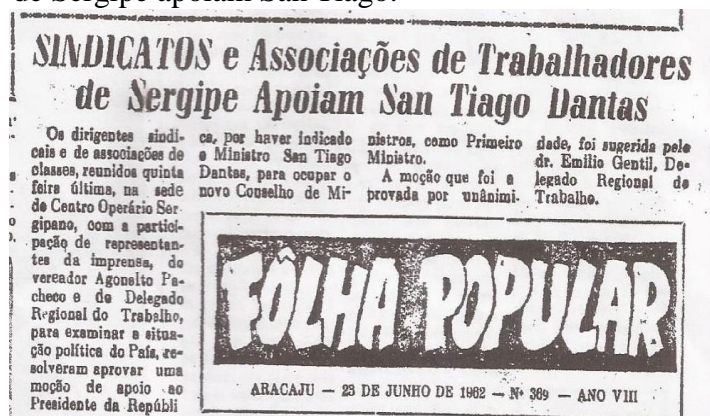 de Sergipe apoiam San Tiago.
SINDICATOS e Associações de Trabalhadores
de Sergipe Apoiam San Tiago Dantas
Os dirigentes sindi-
cais e de associações de
classes, reunidos quinta
feira última, na sede
do Centro Operário Ser
gipano, com a partici-
pação de representan-
tes da imprensa, do
vereador Agonalto Pa-
checo e do Delegado
Regional do Trabalho,
para examinar a situa-
ção política do País, re-
solveram aprovar uma
moção de apoio ao
Presidente da Repúbli
ca, por haver indicado
o Ministro San Tiago
Dantas, para ocupar o
novo Conselho de Mi-
nistros, como Primeiro
Ministro.
A moção que foi a
provada por unânimi-
dade, foi sugerida pelo
dr. Emilio Gentil, De-
legado Regional do
Trabalho.
FÔLHA POPULAR
ARACAJU — 23 DE JUNHO DE 1962 — Nº 369 — ANO VIII